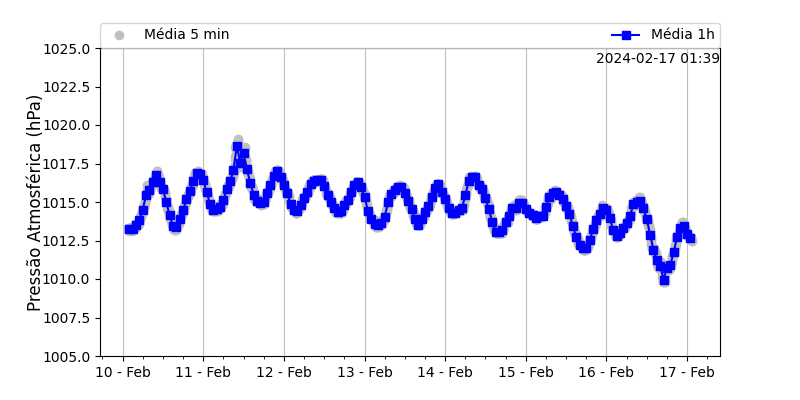 Média 5 min
Média 1h
2024-02-17 01:39
Pressão Atmosférica (hPa)
1025.0
1022.5
1020.0
1017.5
1015.0
1012.5
1010.0
1007.5
1005.0
10 - Feb
11 - Feb
12 - Feb
13 - Feb
14 - Feb
15 - Feb
16 - Feb
17 - Feb